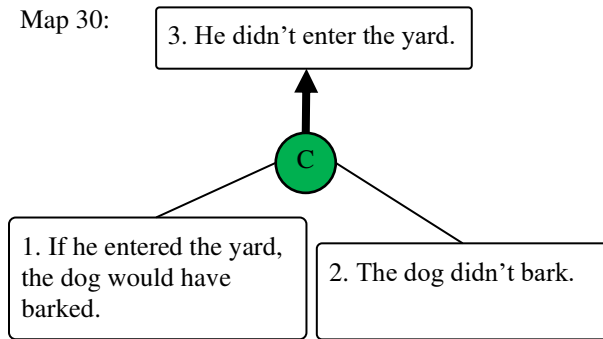 Map 30:
3. He didn’t enter the yard.
C
1. If he entered the yard,
the dog would have
barked.
2. The dog didn’t bark.